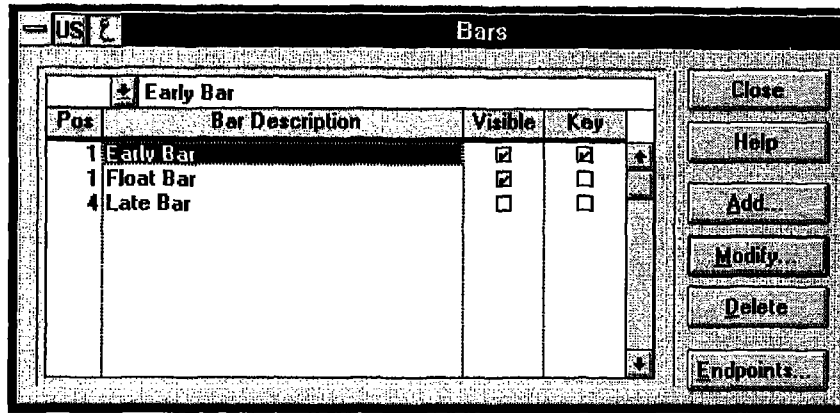 US Bars
Early Bar
Pos Bar Description Visible Key
1 Early Bar
1 Float Bar
4 Late Bar
Close
Help
Add...
Modify...
Delete
Endpoints...